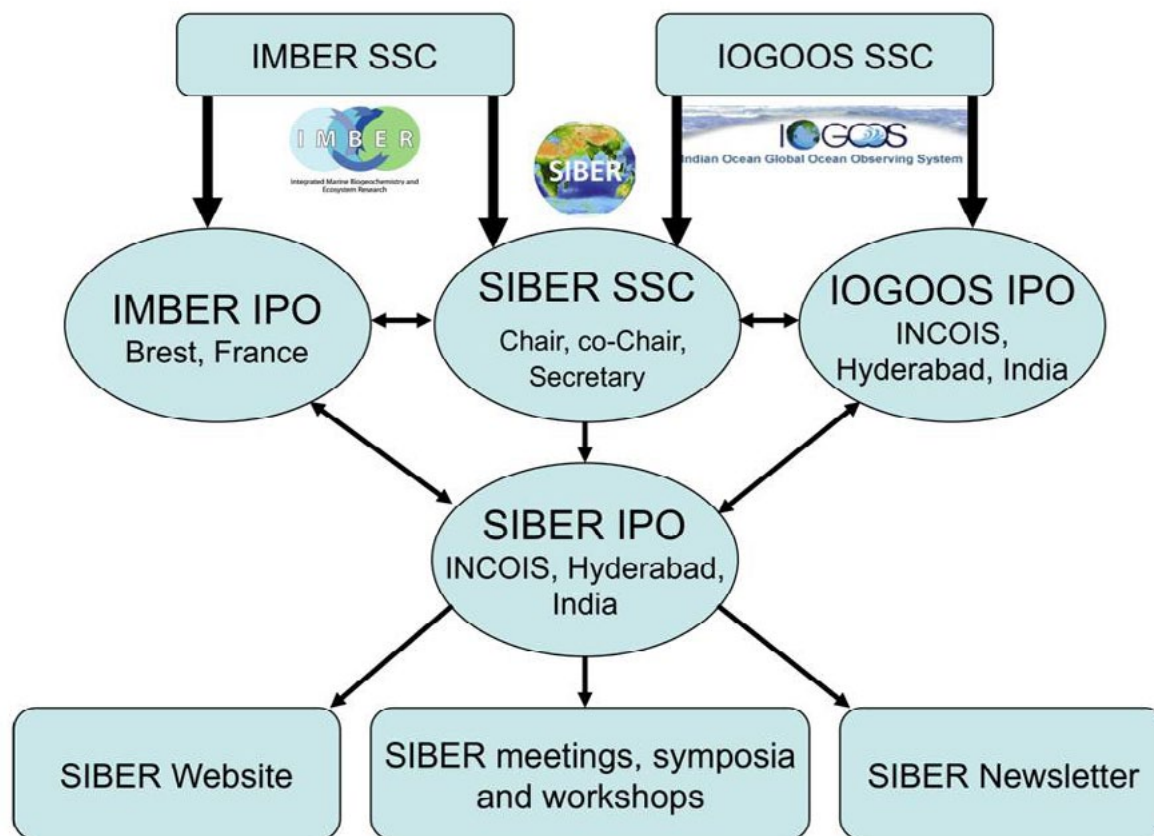 IMBER SSC
IOGOOS SSC
IMBER
Integrated Marine Biogeochemistry and
Ecosystem Research
SIBER
IOGOOS
Indian Ocean Global Ocean Observing System
IMBER IPO
Brest, France
SIBER SSC
Chair, co-Chair,
Secretary
IOGOOS IPO
INCOIS,
Hyderabad, India
SIBER IPO
INCOIS, Hyderabad,
India
SIBER Website
SIBER meetings, symposia
and workshops
SIBER Newsletter